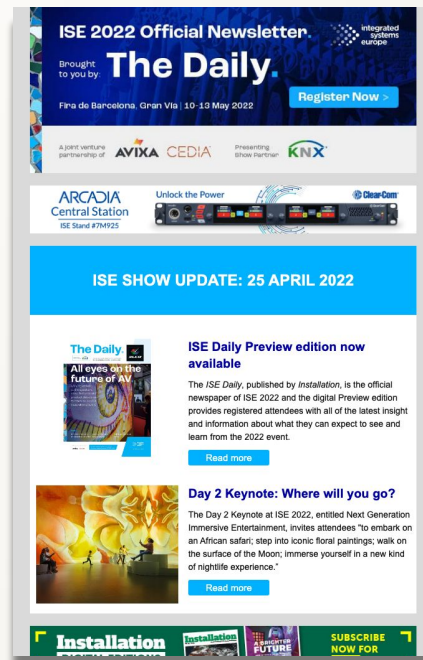 ISE 2022 Official Newsletter.
integrated
systems
europe
Brought
to you by:
The Daily.
Register Now >
Fira de Barcelona, Gran Vía | 10-13 May 2022
A joint venture
partnership of
AVIXA
CEDIA
Presenting
Show Partner
KNX
ARCADIA
Central Station
ISE Stand #7M925
Unlock the Power
Clear-Com
ISE SHOW UPDATE: 25 APRIL 2022
The Daily.
All eyes on the
future of AV
ISE Daily Preview edition now
available
The ISE Daily, published by Installation, is the official
newspaper of ISE 2022 and the digital Preview edition
provides registered attendees with all of the latest insight
and information about what they can expect to see and
learn from the 2022 event.
Read more
Day 2 Keynote: Where will you go?
The Day 2 Keynote at ISE 2022, entitled Next Generation
Immersive Entertainment, invites attendees "to embark on
an African safari; step into iconic floral paintings; walk on
the surface of the Moon; immerse yourself in a new kind
of nightlife experience."
Read more
Installation
Installation
A BRIGHTER
FUTURE
SUBSCRIBE
NOW FOR